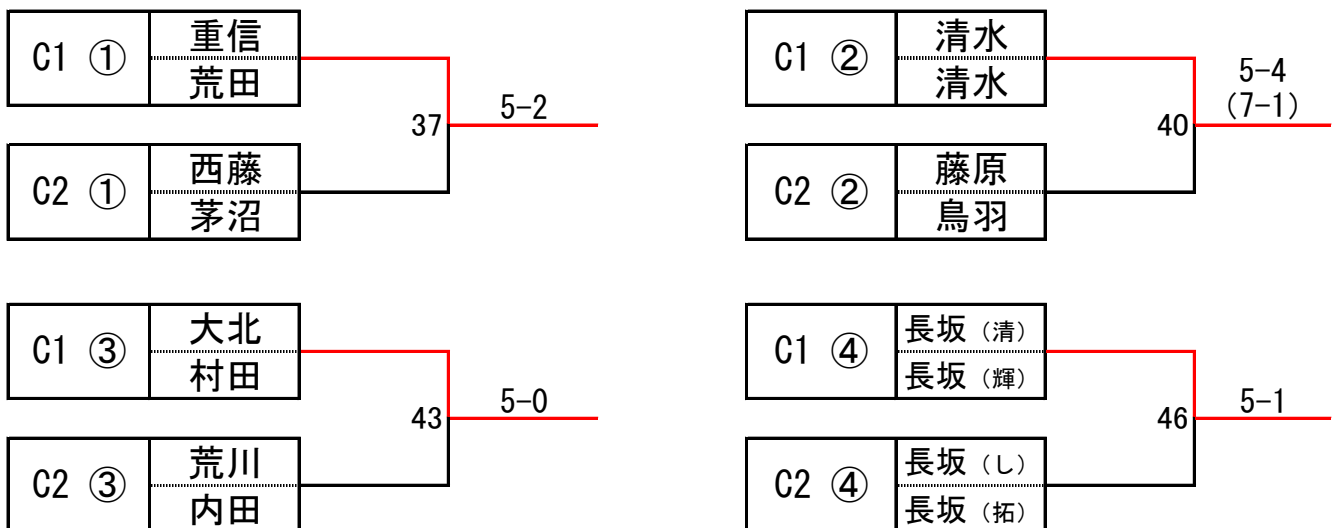 C1 ①
重信
荒田
37
5-2
C2 ①
西藤
茅沼
C1 ②
清水
清水
40
5-4
(7-1)
C2 ②
藤原
鳥羽
C1 ③
大北
村田
43
5-0
C2 ③
荒川
内田
C1 ④
長坂（清）
長坂（輝）
46
5-1
C2 ④
長坂（し）
長坂（拓）